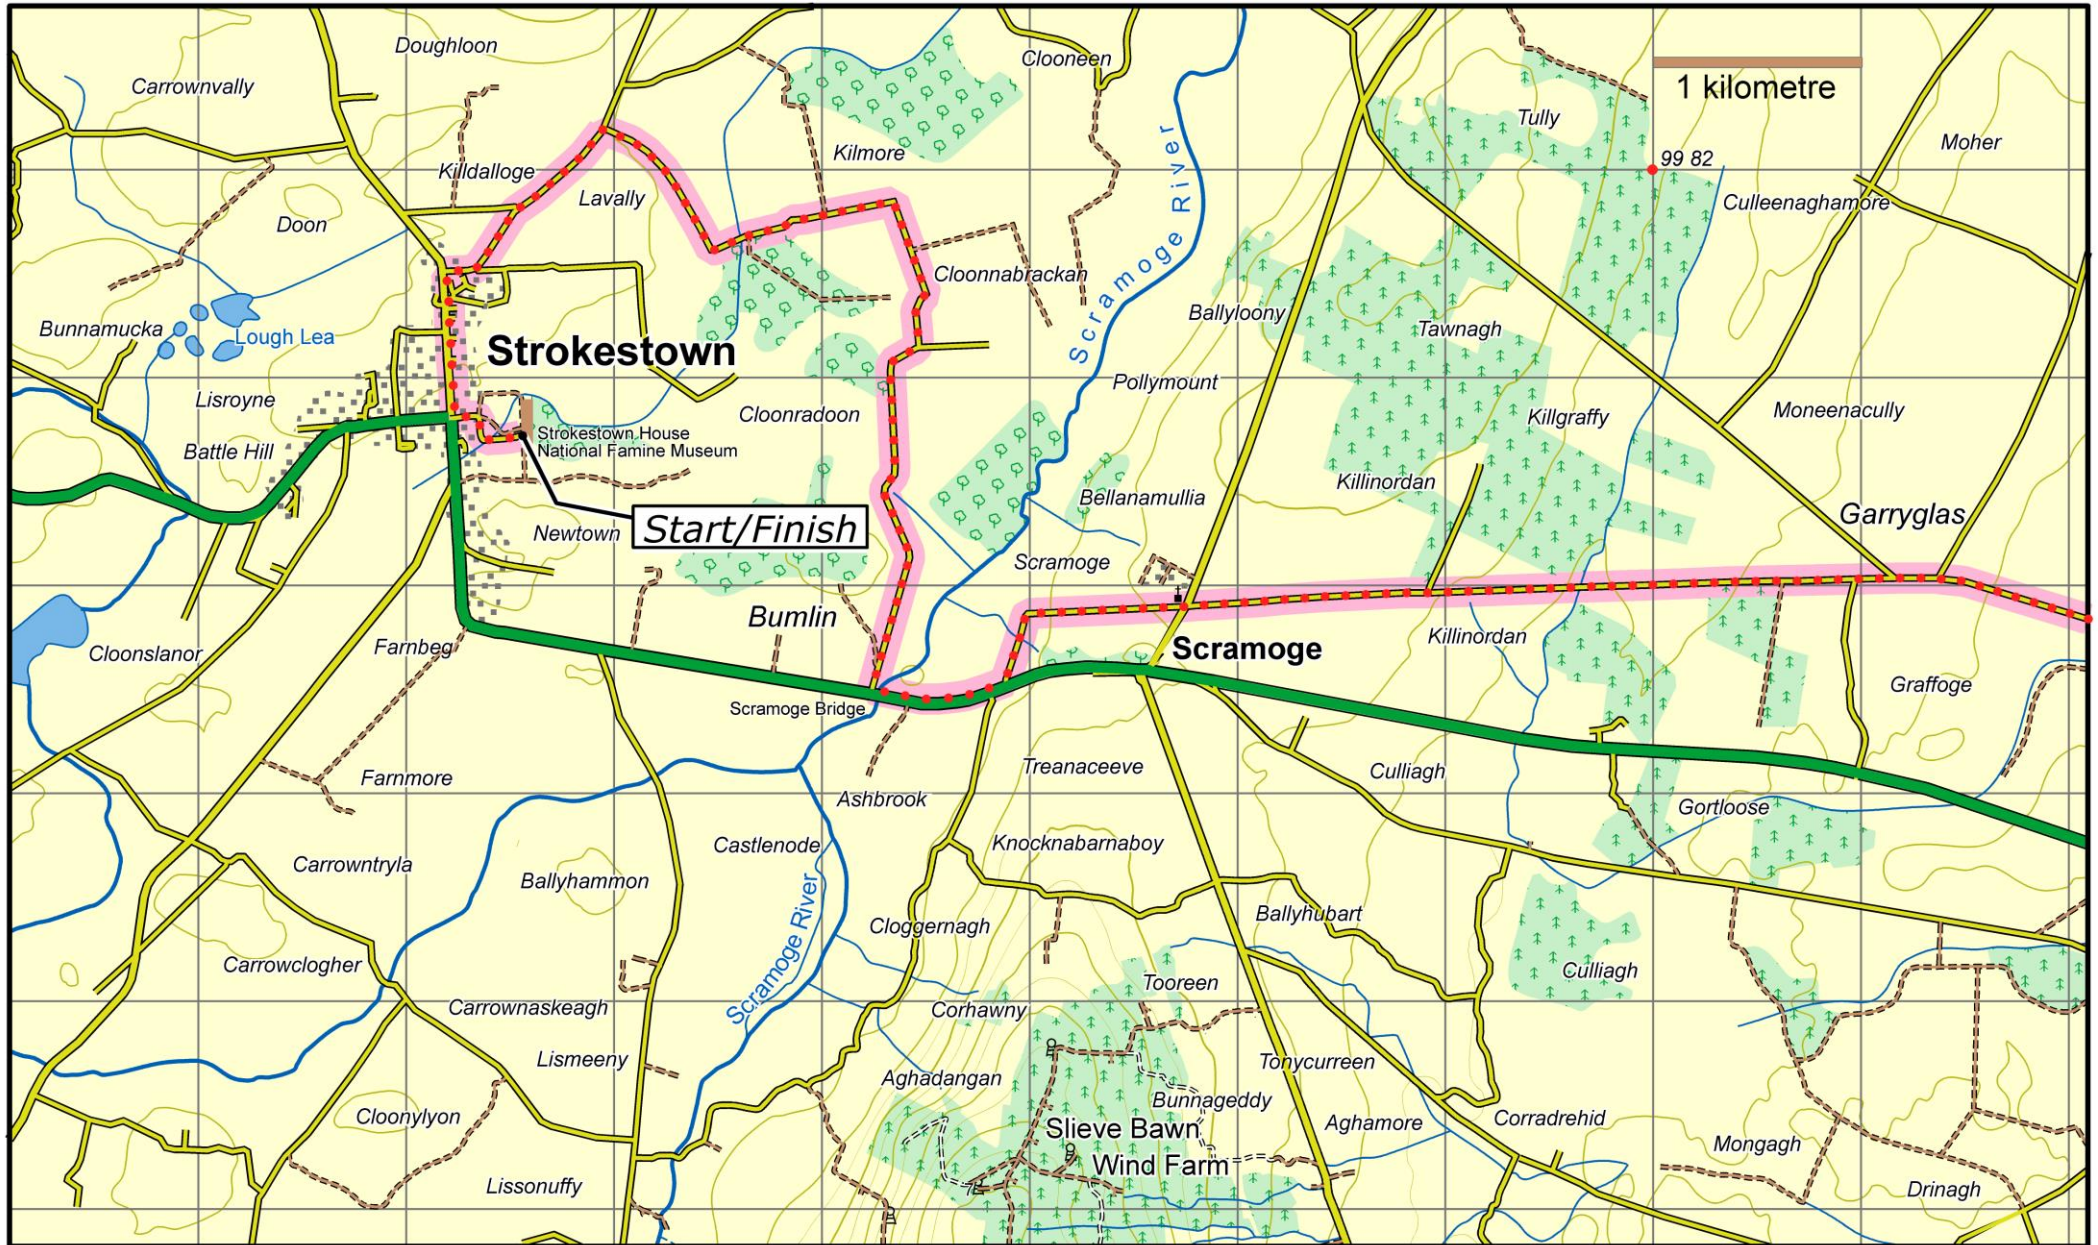 Doughloon
Clooneen
Carrownvally
1 kilometre
Tully
Moher
Kilmore
99 82
Kildalloge
Lavally
Scramoge River
Culleenaghamore
Doon
Cloonnabrackan
Ballyloony
Tawnagh
Bunnamucka
Lough Lea
Strokestown
Pollymount
Lisroyne
Cloonradoon
Killgraffy
Moneenacully
Strokestown House
National Famine Museum
Battle Hill
Killinordan
Bellanamullia
Garryglas
Start/Finish
Newtown
Scramoge
Bumlin
Killinordan
Farnbeg
Scramoge
Cloonslanor
Graffoge
Scramoge Bridge
Treanaceeve
Culliagh
Farnmore
Ashbrook
Gortloose
Castlenode
Knocknabarnaboy
Carrowntryla
Ballyhammon
Ballyhubart
Cloggernagh
Scramoge River
Carrowclogher
Culliagh
Tooreen
Carrownaskeagh
Corhawny
Lismeeny
Tonycurreen
Aghadangan
Bunnageddy
Cloonylyon
Corradrehid
Aghamore
Slieve Bawn
Wind Farm
Mongagh
Lissonuffy
Drinagh